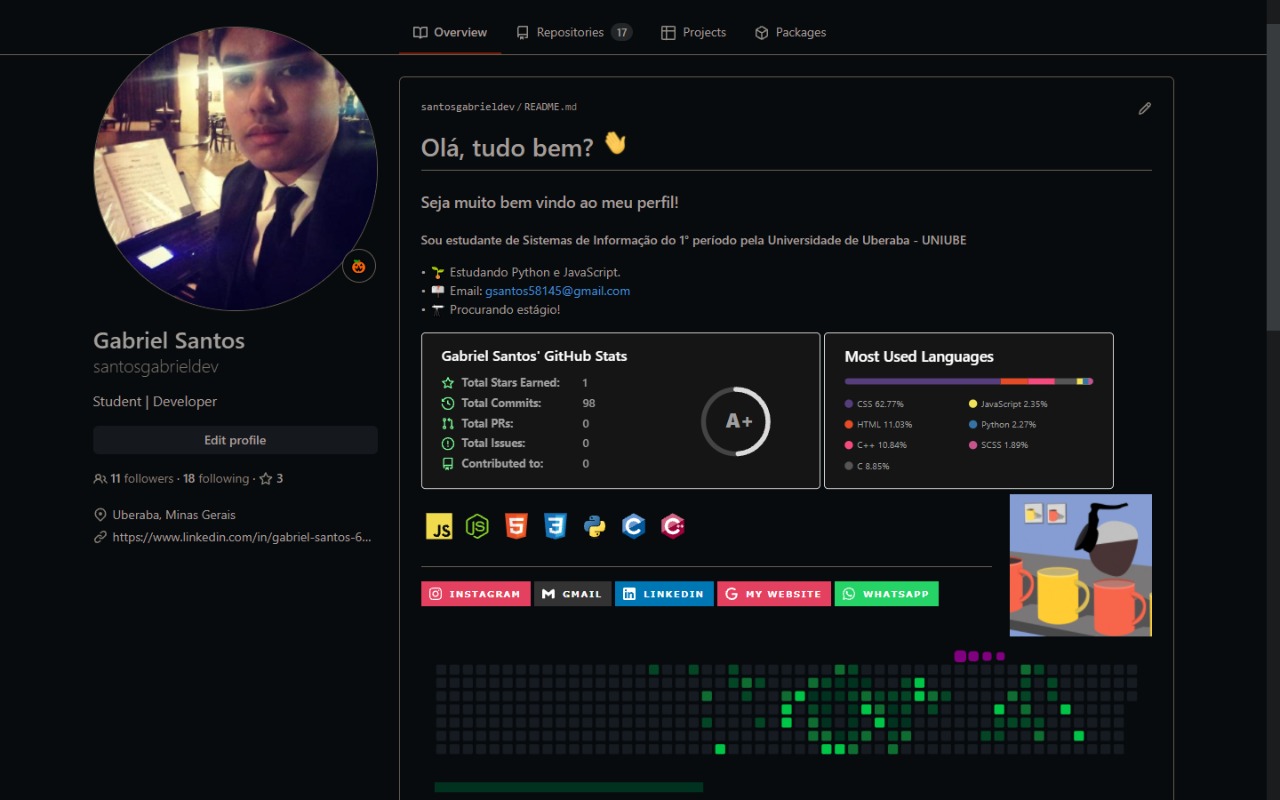 Overview Repositories 17 Projects Packages
santosgabrieldev / README.md
Olá, tudo bem? 👋
Seja muito bem vindo ao meu perfil!
Sou estudante de Sistemas de Informação do 1° período pela Universidade de Uberaba - UNIUBE
• 🌱 Estudando Python e JavaScript.
• 📬 Email: gsantos58145@gmail.com
• 🔭 Procurando estágio!
Gabriel Santos
santosgabrieldev
Student | Developer
Edit profile
11 followers · 18 following · 3
Uberaba, Minas Gerais
https://www.linkedin.com/in/gabriel-santos-6...
Gabriel Santos' GitHub Stats
Total Stars Earned: 1
Total Commits: 98
Total PRs: 0
Total Issues: 0
Contributed to: 0
A+
Most Used Languages
CSS 62.77% JavaScript 2.35%
HTML 11.03% Python 2.27%
C++ 10.84% SCSS 1.89%
C 8.85%
JS JS 5 3 C C
INSTAGRAM GMAIL LINKEDIN MY WEBSITE WHATSAPP